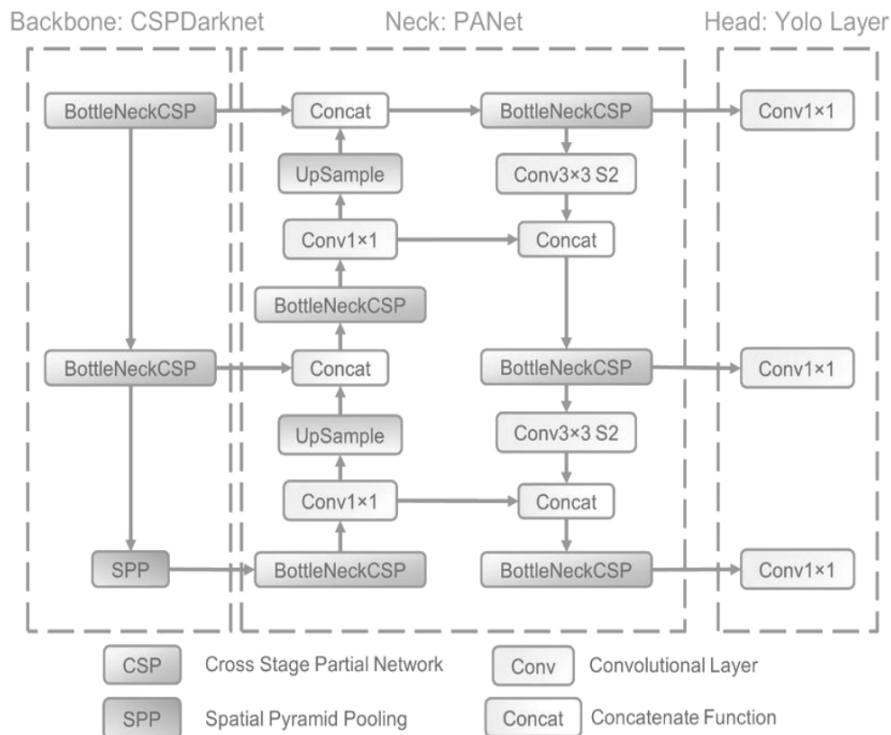 Backbone: CSPDarknet Neck: PANet Head: Yolo Layer
BottleNeckCSP Concat BottleNeckCSP Conv1×1
UpSample Conv3×3 S2
Conv1×1 Concat
BottleNeckCSP
BottleNeckCSP Concat BottleNeckCSP Conv1×1
UpSample Conv3×3 S2
Conv1×1 Concat
SPP BottleNeckCSP BottleNeckCSP Conv1×1
CSP Cross Stage Partial Network Conv Convolutional Layer
SPP Spatial Pyramid Pooling Concat Concatenate Function